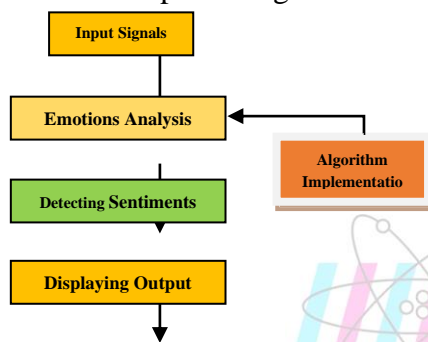 Input Signals
Emotions Analysis
Algorithm
Implementatio
Detecting Sentiments
Displaying Output